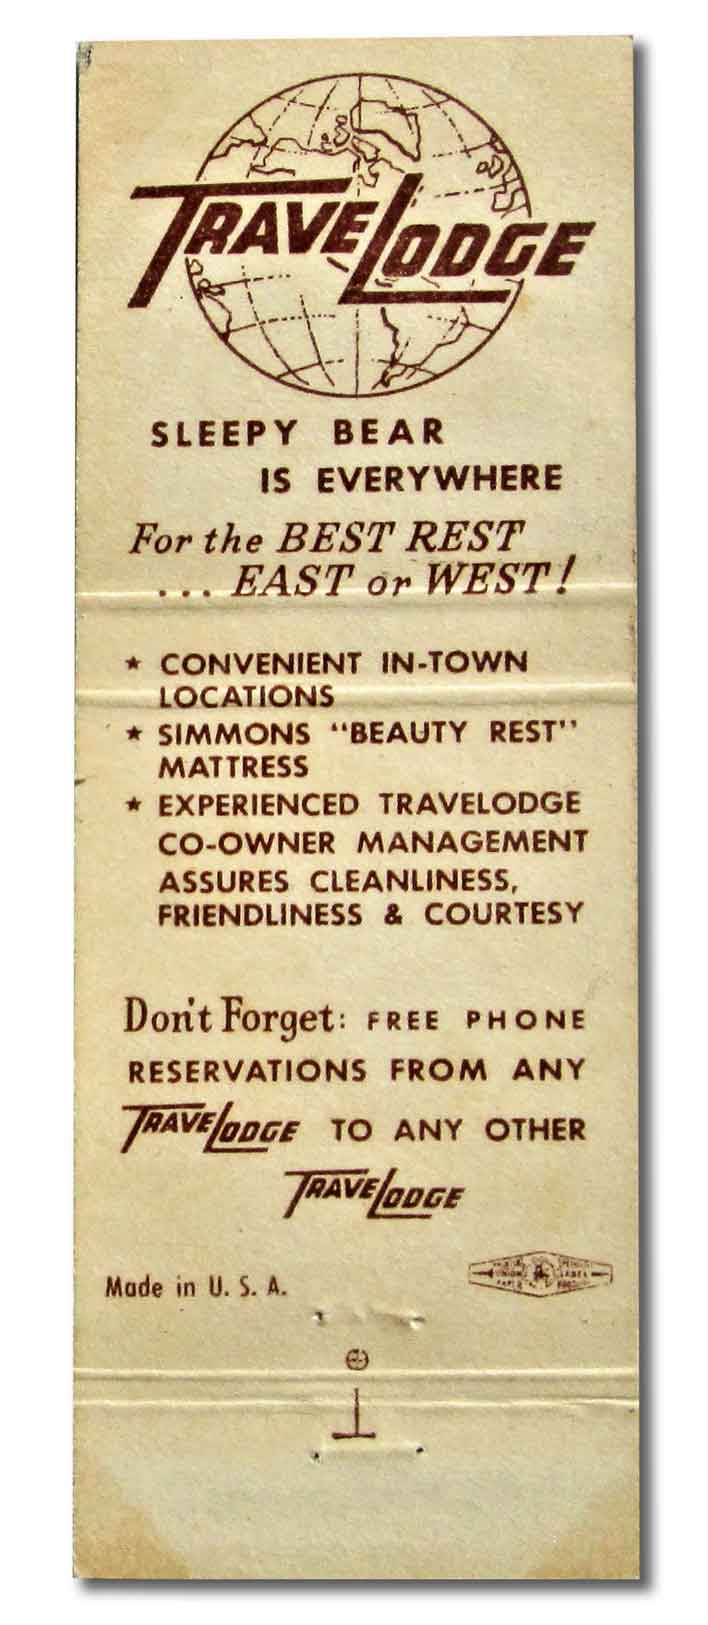 TRAVELODGE
SLEEPY BEAR
IS EVERYWHERE
For the BEST REST
... EAST or WEST!
★ CONVENIENT IN-TOWN
LOCATIONS
★ SIMMONS "BEAUTY REST"
MATTRESS
★ EXPERIENCED TRAVELODGE
CO-OWNER MANAGEMENT
ASSURES CLEANLINESS,
FRIENDLINESS & COURTESY
Don't Forget: FREE PHONE
RESERVATIONS FROM ANY
TRAVELODGE TO ANY OTHER
TRAVELODGE
Made in U. S. A.
UNION LABEL